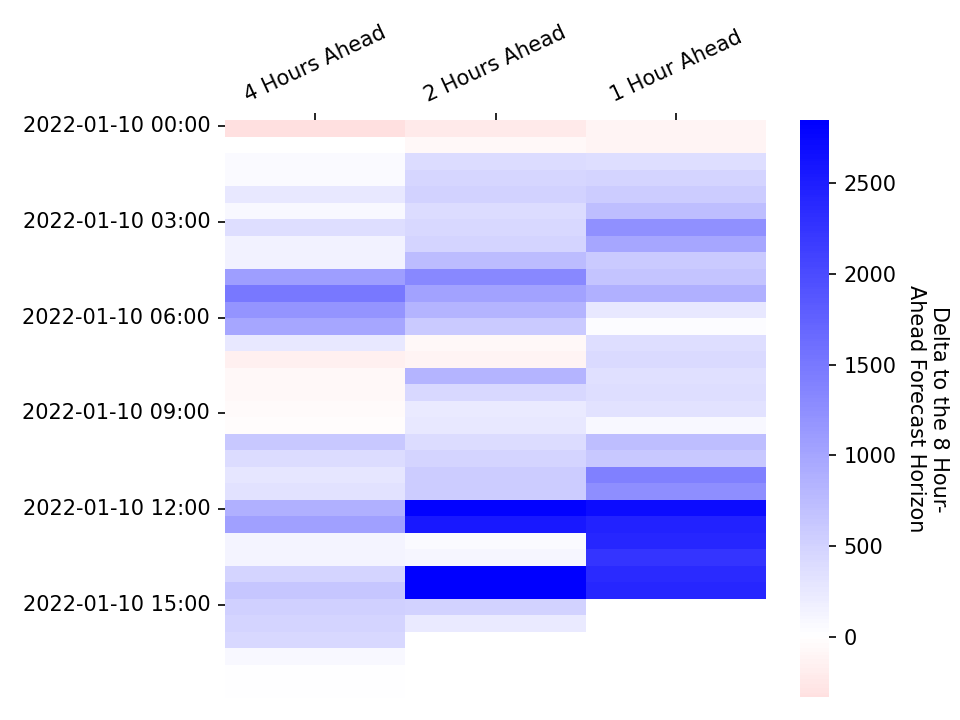 4 Hours Ahead
2 Hours Ahead
1 Hour Ahead
2022-01-10 00:00
2022-01-10 03:00
2022-01-10 06:00
2022-01-10 09:00
2022-01-10 12:00
2022-01-10 15:00
2500
2000
1500
1000
500
0
Delta to the 8 Hour-
Ahead Forecast Horizon